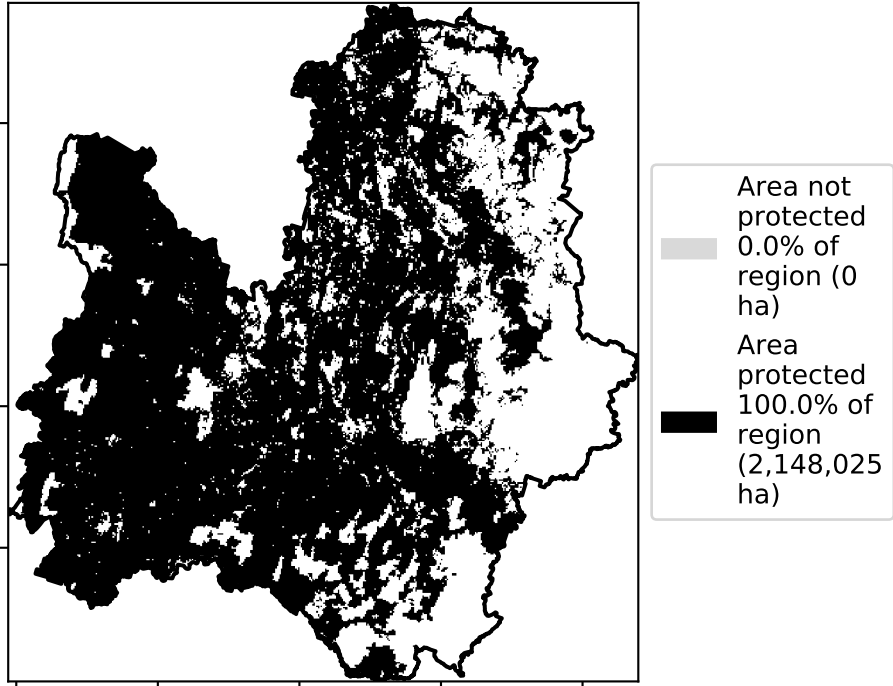 Area not
protected
0.0% of
region (0
ha)
Area
protected
100.0% of
region
(2,148,025
ha)